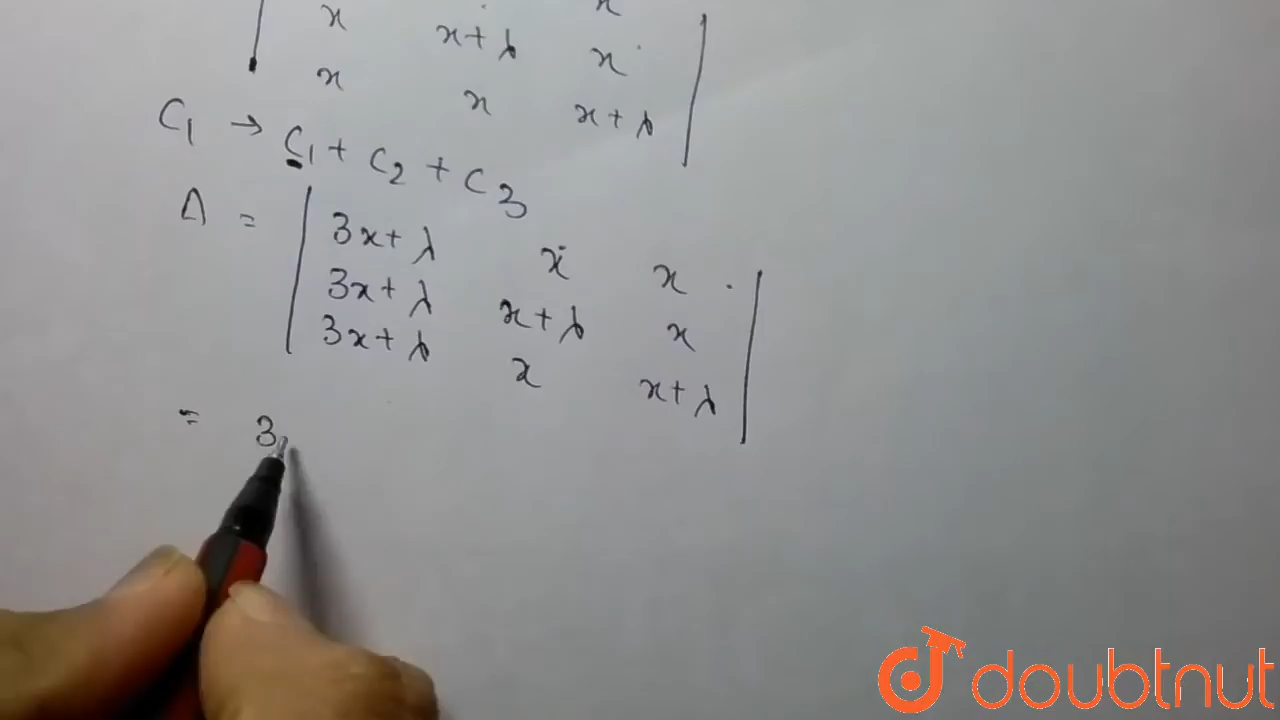 x
x x+λ x
x x x+λ
C1 → C1 + C2 + C3
Δ = | 3x+λ x x |
| 3x+λ x+λ x |
| 3x+λ x x+λ |
= 3
doubtnut